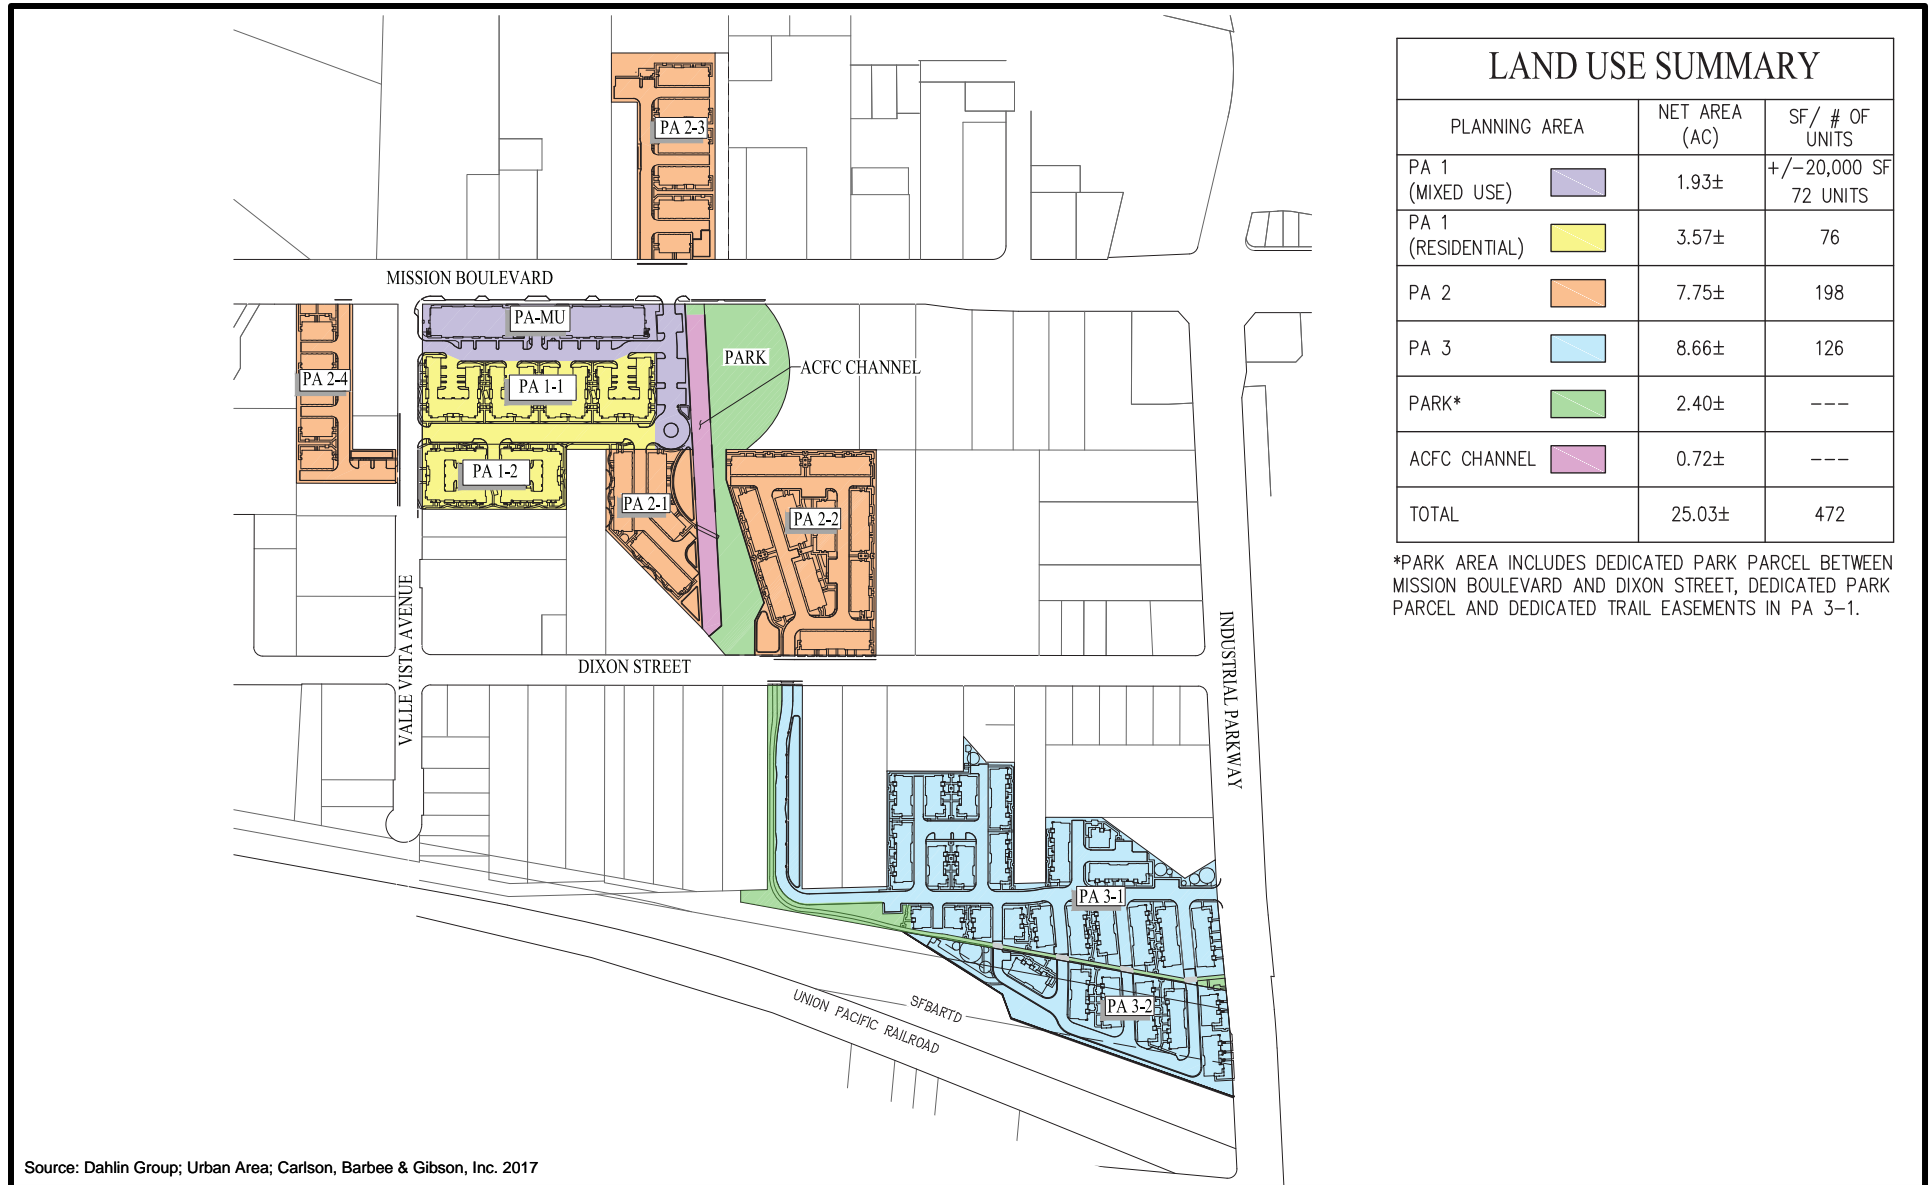 LAND USE SUMMARY
PLANNING AREA
NET AREA
(AC)
SF/ # OF
UNITS
PA 1
(MIXED USE)
1.93±
+/-20,000 SF
72 UNITS
PA 1
(RESIDENTIAL)
3.57±
76
PA 2
7.75±
198
PA 3
8.66±
126
PARK*
2.40±
---
ACFC CHANNEL
0.72±
---
TOTAL
25.03±
472
*PARK AREA INCLUDES DEDICATED PARK PARCEL BETWEEN
MISSION BOULEVARD AND DIXON STREET, DEDICATED PARK
PARCEL AND DEDICATED TRAIL EASEMENTS IN PA 3-1.
PA 2-3
MISSION BOULEVARD
PA-MU
PARK
ACFC CHANNEL
PA 2-4
PA 1-1
PA 1-2
PA 2-1
PA 2-2
VALLE VISTA AVENUE
DIXON STREET
INDUSTRIAL PARKWAY
PA 3-1
PA 3-2
SFBARTD
UNION PACIFIC RAILROAD
Source: Dahlin Group; Urban Area; Carlson, Barbee & Gibson, Inc. 2017